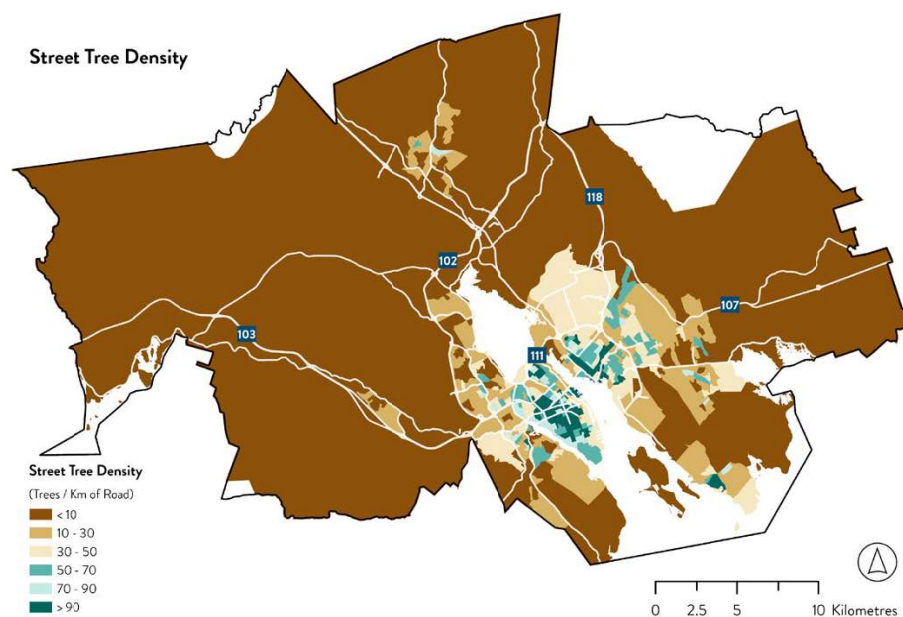 Street Tree Density
118
102
107
103
111
Street Tree Density
(Trees / Km of Road)
< 10
10 - 30
30 - 50
50 - 70
70 - 90
> 90
0 2.5 5 10 Kilometres